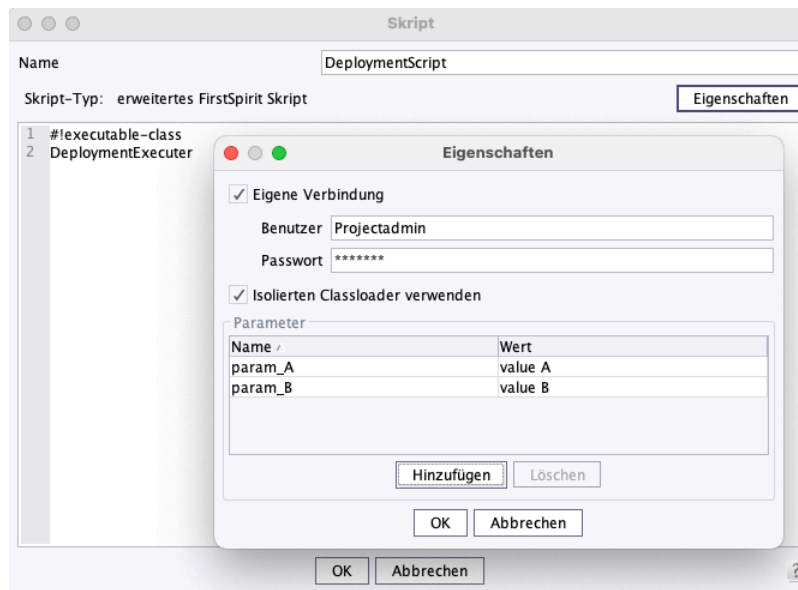 Skript
Name DeploymentScript
Skript-Typ: erweitertes FirstSpirit Skript Eigenschaften
1 #!executable-class
2 DeploymentExecuter
Eigenschaften
Eigene Verbindung
Benutzer Projectadmin
Passwort *******
Isolierten Classloader verwenden
Parameter
Name Wert
param_A value A
param_B value B
Hinzufügen Löschen
OK Abbrechen
OK Abbrechen ?